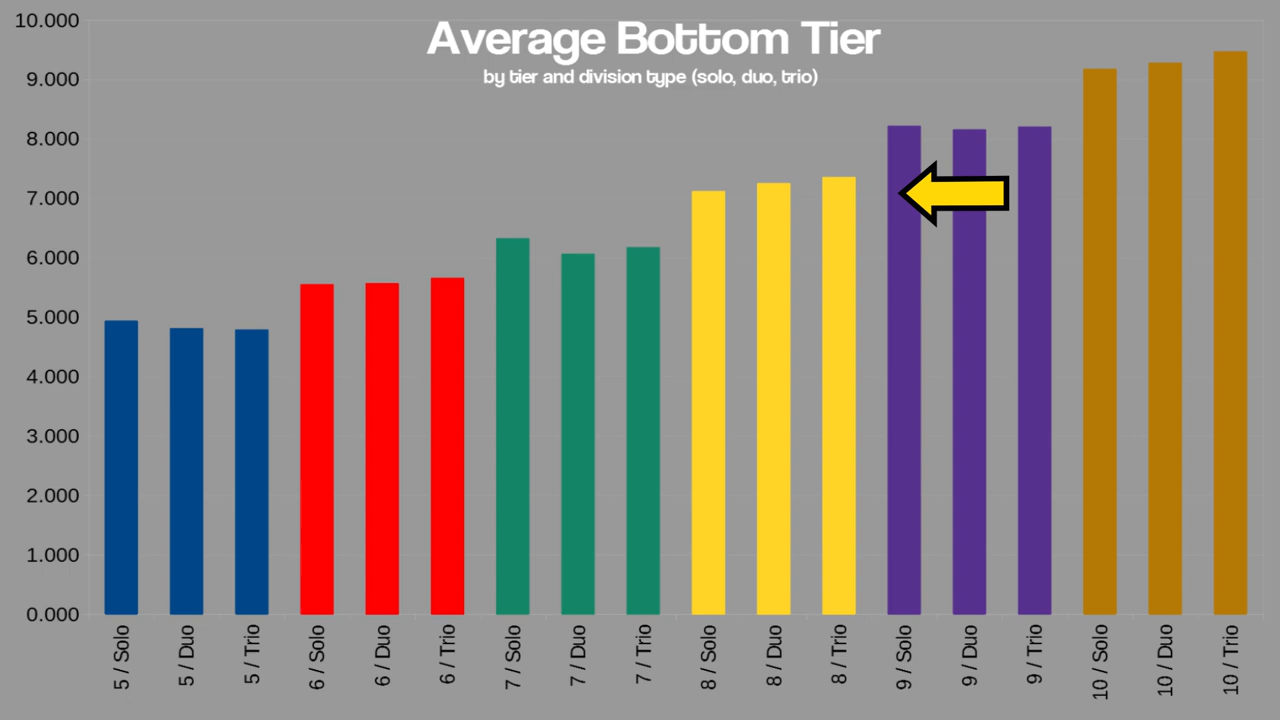 Average Bottom Tier
by tier and division type (solo, duo, trio)
10.000
9.000
8.000
7.000
6.000
5.000
4.000
3.000
2.000
1.000
0.000
5 / Solo
5 / Duo
5 / Trio
6 / Solo
6 / Duo
6 / Trio
7 / Solo
7 / Duo
7 / Trio
8 / Solo
8 / Duo
8 / Trio
9 / Solo
9 / Duo
9 / Trio
10 / Solo
10 / Duo
10 / Trio